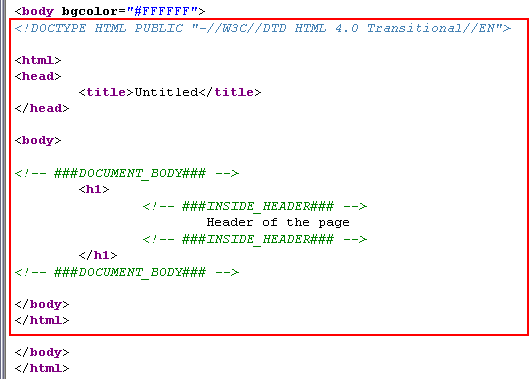 <body bgcolor="#FFFFFF">
<!DOCTYPE HTML PUBLIC "-//W3C//DTD HTML 4.0 Transitional//EN">
<html>
<head>
<title>Untitled</title>
</head>
<body>
<!-- ###DOCUMENT_BODY### -->
<h1>
<!-- ###INSIDE_HEADER### -->
Header of the page
<!-- ###INSIDE_HEADER### -->
</h1>
<!-- ###DOCUMENT_BODY### -->
</body>
</html>
</body>
</html>